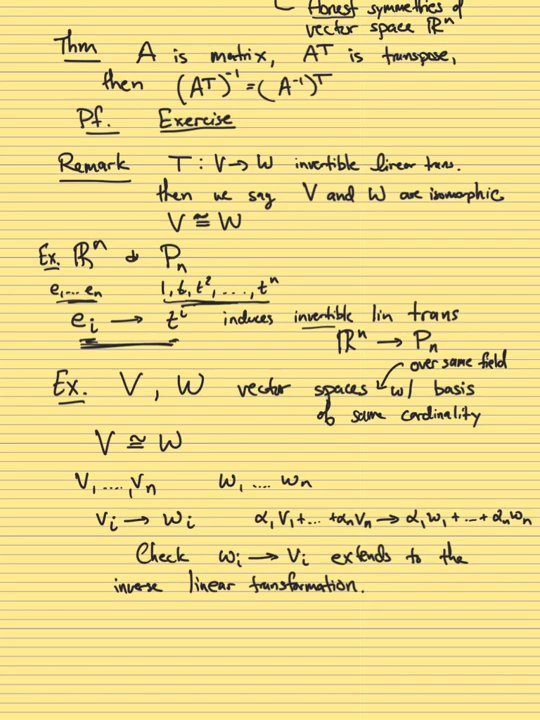 Honest symmetries of
vector space ℝⁿ
Thm A is matrix, AT is transpose,
then (AT)⁻¹ = (A⁻¹)ᵀ
Pf. Exercise
Remark T : V → W invertible linear trans.
then we say V and W are isomorphic
V ≅ W
Ex. ℝⁿ & Pₙ
e₁...eₙ 1, t, t², ..., tⁿ
eᵢ → tⁱ induces invertible lin trans
ℝⁿ → Pₙ
over same field
Ex. V, W vector spaces w/ basis
of same cardinality
V ≅ W
V₁, ..., Vₙ w₁ .... wₙ
Vᵢ → wᵢ α₁V₁+... +αₙVₙ → α₁w₁ + ... + αₙwₙ
Check wᵢ → Vᵢ extends to the
inverse linear transformation.